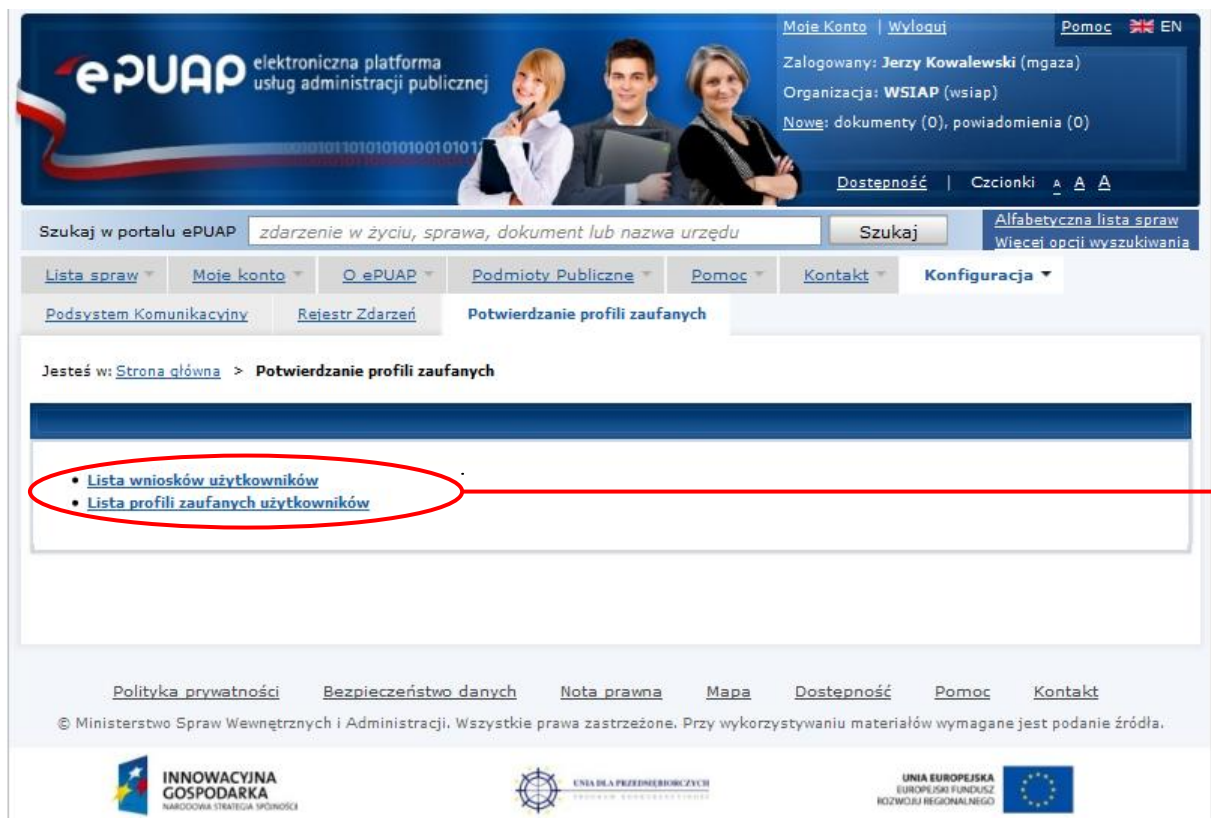 Moje Konto | Wyloguj Pomoc EN
ePUAP elektroniczna platforma
usług administracji publicznej
Zalogowany: Jerzy Kowalewski (mgaza)
Organizacja: WSIAP (wsiap)
Nowe: dokumenty (0), powiadomienia (0)
Dostępność | Czcionki A A A
Szukaj w portalu ePUAP zdarzenie w życiu, sprawa, dokument lub nazwa urzędu Szukaj
Alfabetyczna lista spraw
Więcej opcji wyszukiwania
Lista spraw Moje konto O ePUAP Podmioty Publiczne Pomoc Kontakt Konfiguracja
Podsystem Komunikacyjny Rejestr Zdarzeń Potwierdzanie profili zaufanych
Jesteś w: Strona główna > Potwierdzanie profili zaufanych
• Lista wniosków użytkowników
• Lista profili zaufanych użytkowników
Polityka prywatności Bezpieczeństwo danych Nota prawna Mapa Dostępność Pomoc Kontakt
© Ministerstwo Spraw Wewnętrznych i Administracji. Wszystkie prawa zastrzeżone. Przy wykorzystywaniu materiałów wymagane jest podanie źródła.
INNOWACYJNA
GOSPODARKA
NARODOWA STRATEGIA SPÓJNOŚCI
UNIA DLA PRZEDSIĘBIORCZYCH
PROGRAM KONKURENCYJNOŚĆ
UNIA EUROPEJSKA
EUROPEJSKI FUNDUSZ
ROZWOJU REGIONALNEGO